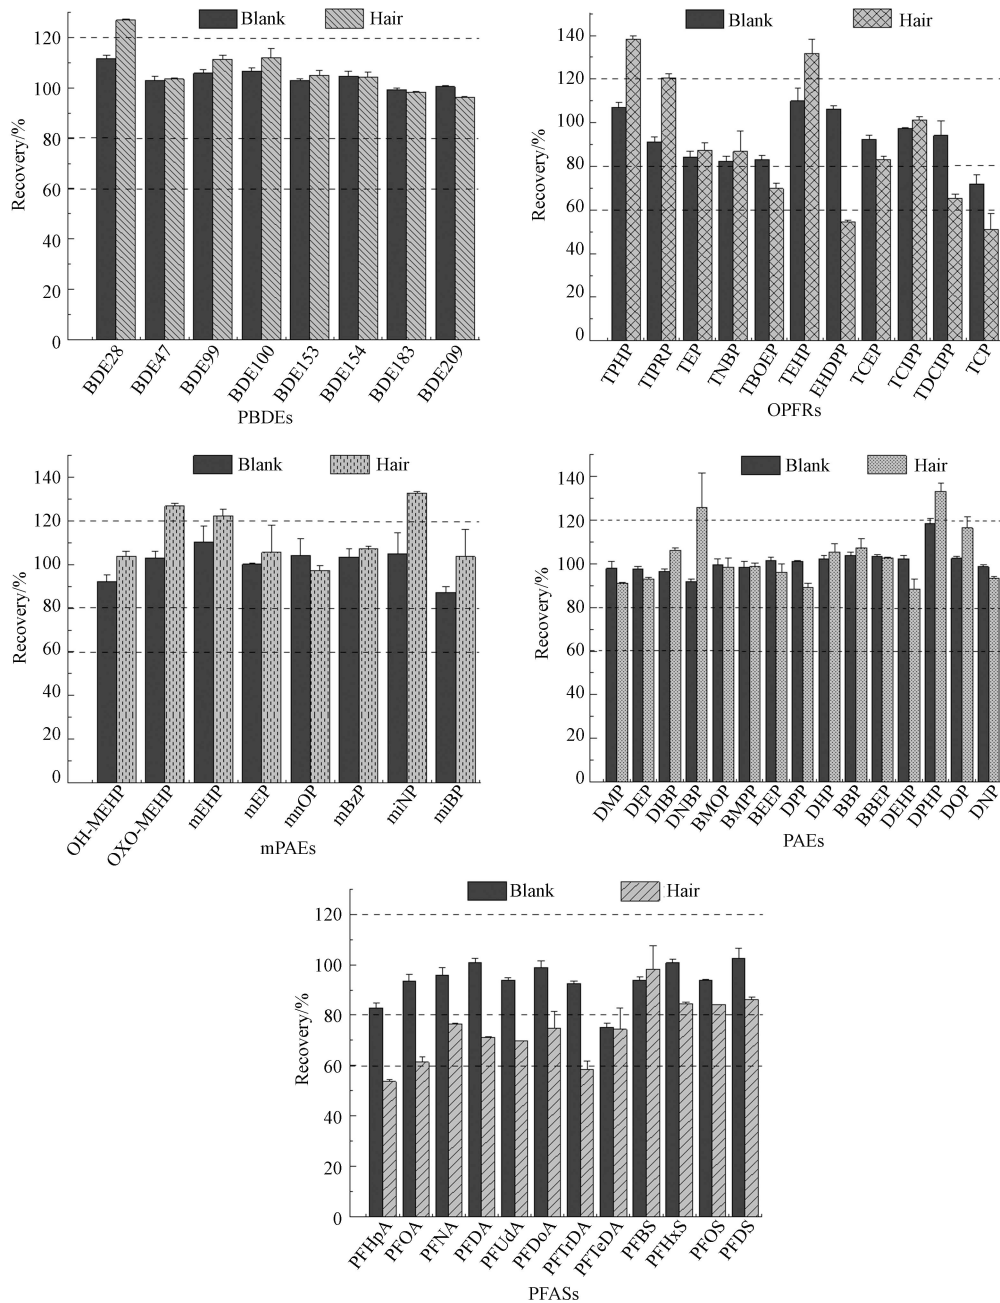 Blank
Hair
120
100
80
60
40
20
0
Recovery/%
BDE28
BDE47
BDE99
BDE100
BDE153
BDE154
BDE183
BDE209
PBDEs
Blank
Hair
140
120
100
80
60
40
20
0
Recovery/%
TPHP
TIPRP
TEP
TNBP
TBOEP
TEHP
EHDPP
TCEP
TCIPP
TDCIPP
TCP
OPFRs
Blank
Hair
140
120
100
80
60
40
20
0
Recovery/%
OH-MEHP
OXO-MEHP
mEHP
mEP
mnOP
mBzP
miNP
miBP
mPAEs
Blank
Hair
140
120
100
80
60
40
20
0
Recovery/%
DMP
DEP
DIBP
DNBP
BMOP
BMPP
BEEP
DPP
DHP
BBP
BBEP
DEHP
DPHP
DOP
DNP
PAEs
Blank
Hair
120
100
80
60
40
20
0
Recovery/%
PFHpA
PFOA
PFNA
PFDA
PFUdA
PFDoA
PFTrDA
PFTeDA
PFBS
PFHxS
PFOS
PFDS
PFASs